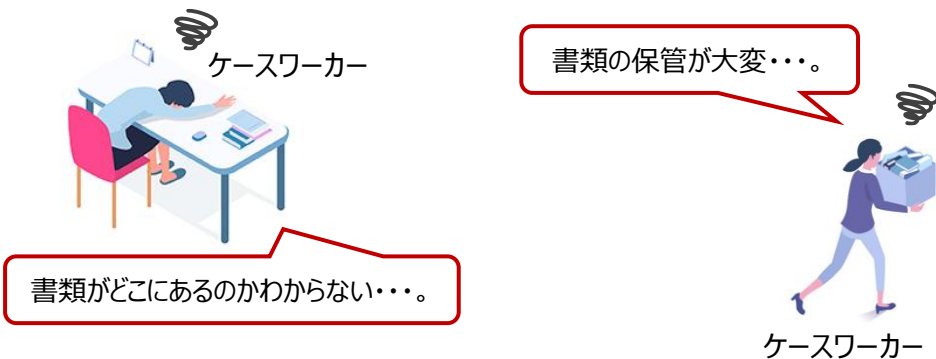 ケースワーカー
書類の保管が大変・・・。
書類がどこにあるのかわからない・・・。
ケースワーカー